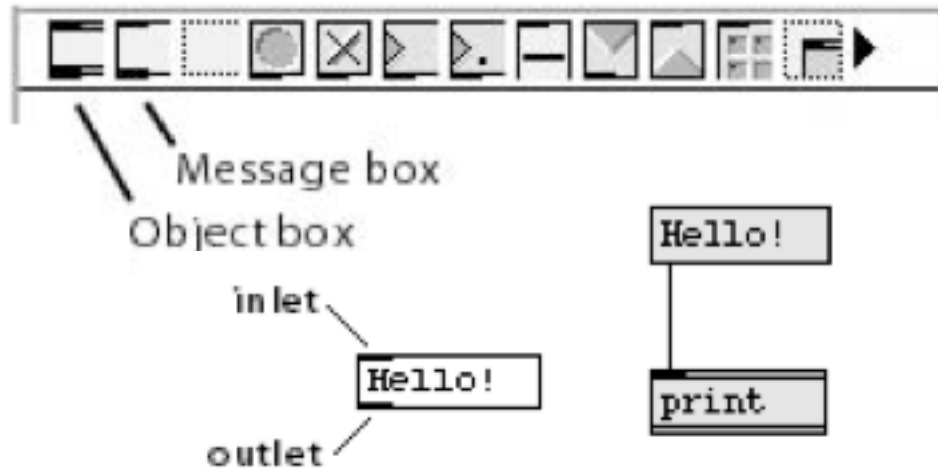 Message box
Object box
Hello!
inlet
Hello!
print
outlet